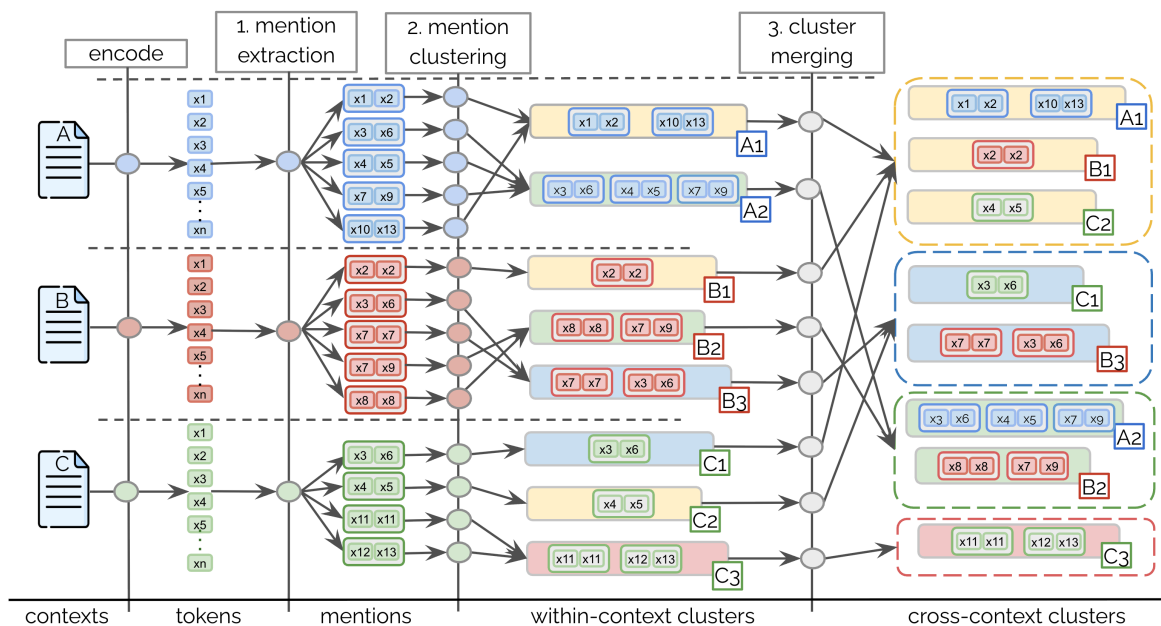 encode
1. mention
extraction
2. mention
clustering
3. cluster
merging
A
x1
x2
x3
x4
x5
xn
x1 x2
x3 x6
x4 x5
x7 x9
x10 x13
x1 x2 x10 x13
A1
x3 x6 x4 x5 x7 x9
A2
B
x1
x2
x3
x4
x5
xn
x2 x2
x3 x6
x7 x7
x7 x9
x8 x8
x2 x2
B1
x8 x8 x7 x9
B2
x7 x7 x3 x6
B3
C
x1
x2
x3
x4
x5
xn
x3 x6
x4 x5
x11 x11
x12 x13
x3 x6
C1
x4 x5
C2
x11 x11 x12 x13
C3
x1 x2 x10 x13
A1
x2 x2
B1
x4 x5
C2
x3 x6
C1
x7 x7 x3 x6
B3
x3 x6 x4 x5 x7 x9
A2
x8 x8 x7 x9
B2
x11 x11 x12 x13
C3
contexts tokens mentions within-context clusters cross-context clusters